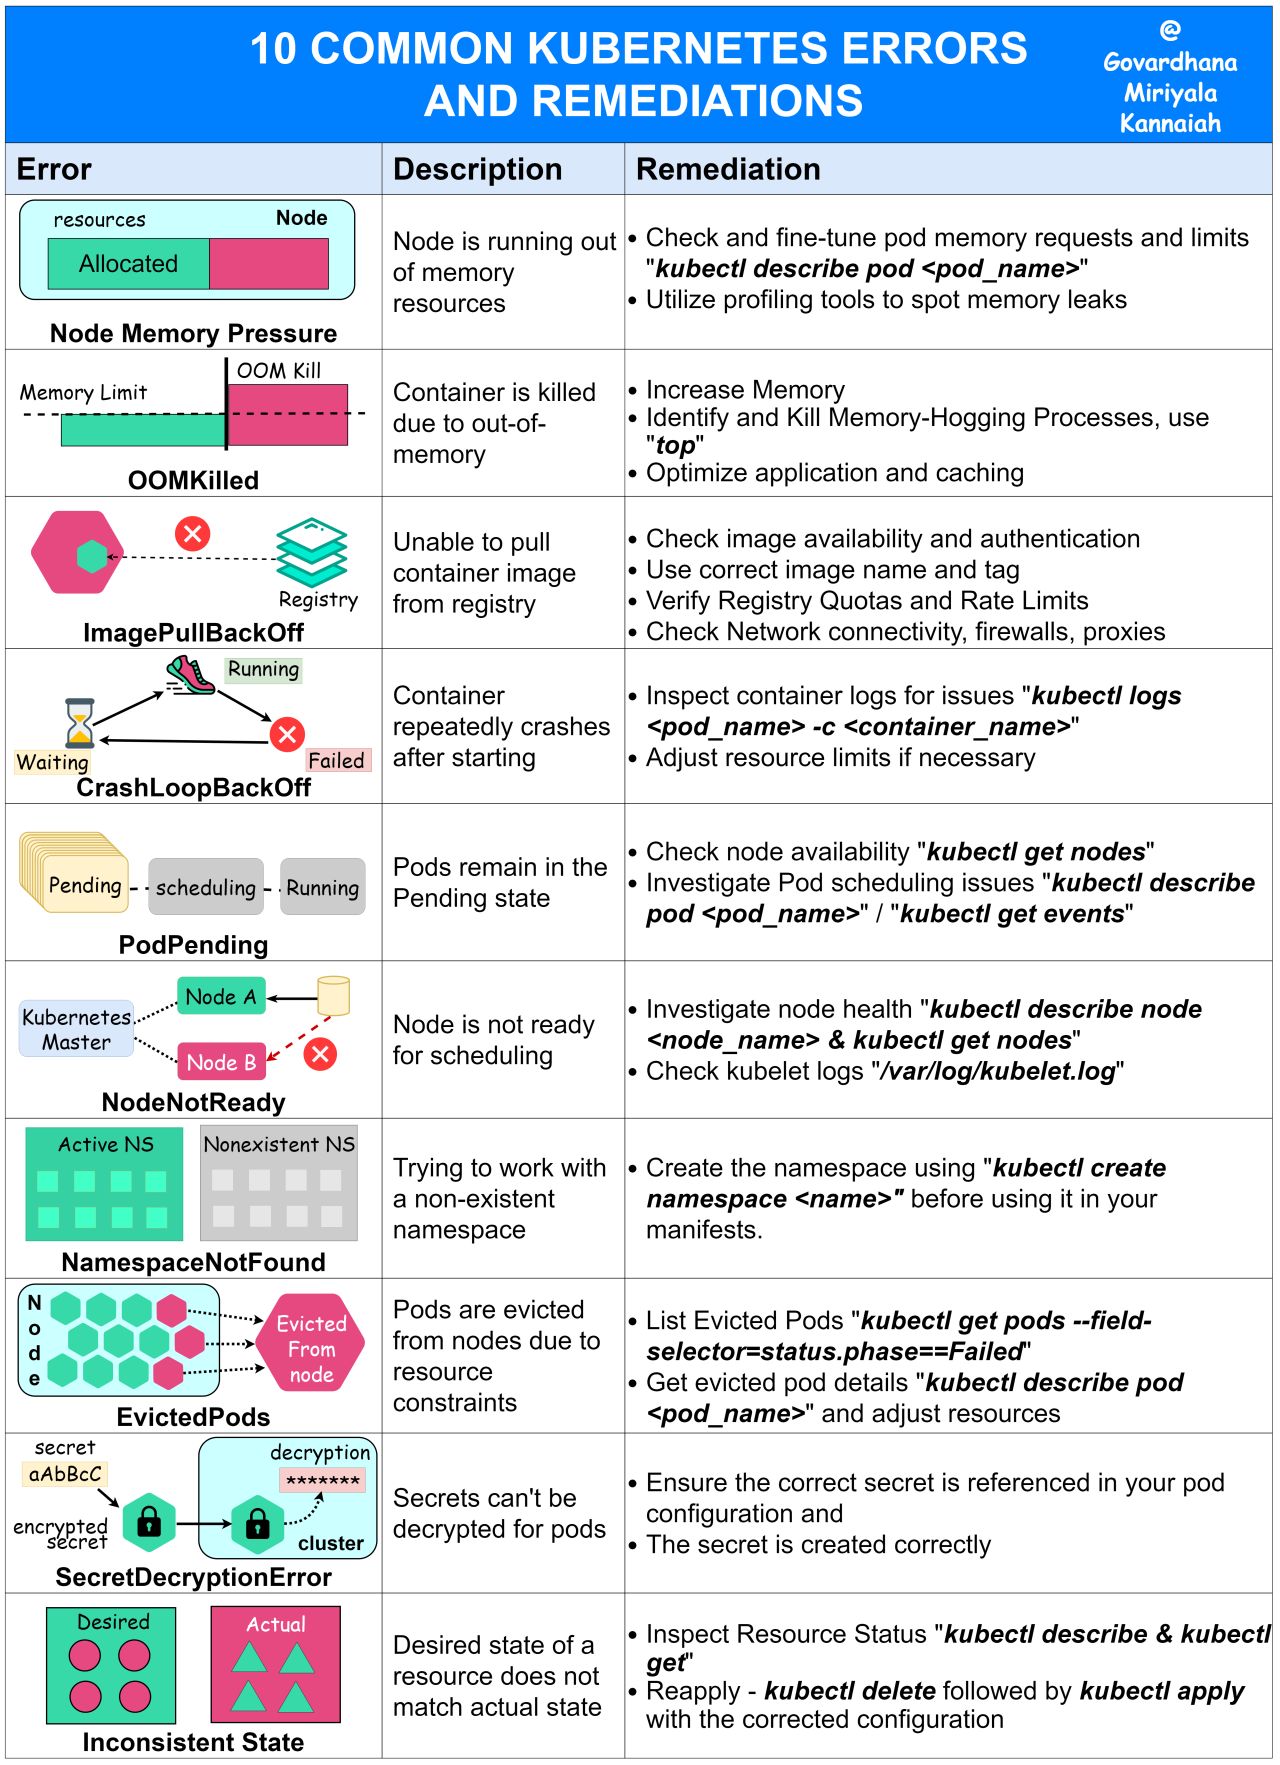 10 COMMON KUBERNETES ERRORS
AND REMEDIATIONS
@
Govardhana
Miriyala
Kannaiah
Error
Description
Remediation
resources
Node
Allocated
Node Memory Pressure
Node is running out
of memory
resources
• Check and fine-tune pod memory requests and limits
"kubectl describe pod <pod_name>"
• Utilize profiling tools to spot memory leaks
OOM Kill
Memory Limit
OOMKilled
Container is killed
due to out-of-
memory
• Increase Memory
• Identify and Kill Memory-Hogging Processes, use
"top"
• Optimize application and caching
Registry
ImagePullBackOff
Unable to pull
container image
from registry
• Check image availability and authentication
• Use correct image name and tag
• Verify Registry Quotas and Rate Limits
• Check Network connectivity, firewalls, proxies
Running
Waiting
Failed
CrashLoopBackOff
Container
repeatedly crashes
after starting
• Inspect container logs for issues "kubectl logs
<pod_name> -c <container_name>"
• Adjust resource limits if necessary
Pending
scheduling
Running
PodPending
Pods remain in the
Pending state
• Check node availability "kubectl get nodes"
• Investigate Pod scheduling issues "kubectl describe
pod <pod_name>" / "kubectl get events"
Node A
Kubernetes
Master
Node B
NodeNotReady
Node is not ready
for scheduling
• Investigate node health "kubectl describe node
<node_name> & kubectl get nodes"
• Check kubelet logs "/var/log/kubelet.log"
Active NS
Nonexistent NS
NamespaceNotFound
Trying to work with
a non-existent
namespace
• Create the namespace using "kubectl create
namespace <name>" before using it in your
manifests.
N
o
d
e
Evicted
From
node
EvictedPods
Pods are evicted
from nodes due to
resource
constraints
• List Evicted Pods "kubectl get pods --field-
selector=status.phase==Failed"
• Get evicted pod details "kubectl describe pod
<pod_name>" and adjust resources
secret
aAbBcC
decryption
*******
encrypted
secret
cluster
SecretDecryptionError
Secrets can't be
decrypted for pods
• Ensure the correct secret is referenced in your pod
configuration and
• The secret is created correctly
Desired
Actual
Inconsistent State
Desired state of a
resource does not
match actual state
• Inspect Resource Status "kubectl describe & kubectl
get"
• Reapply - kubectl delete followed by kubectl apply
with the corrected configuration